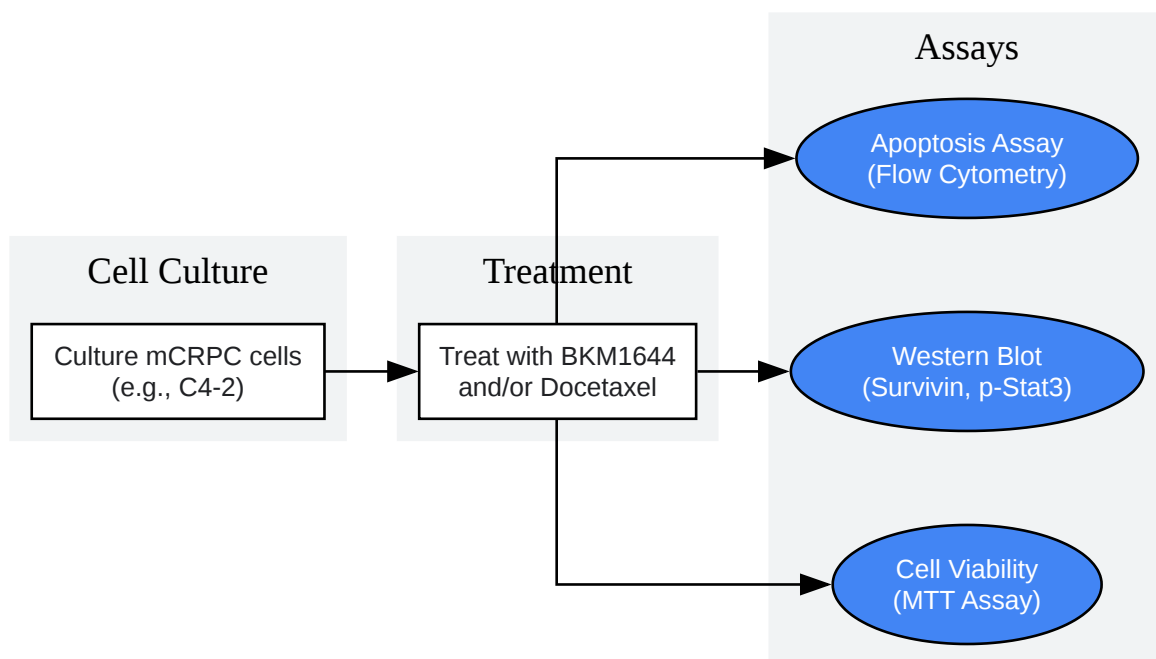 Cell Culture
Culture mCRPC cells
(e.g., C4-2)
Treatment
Treat with BKM1644
and/or Docetaxel
Assays
Apoptosis Assay
(Flow Cytometry)
Western Blot
(Survivin, p-Stat3)
Cell Viability
(MTT Assay)